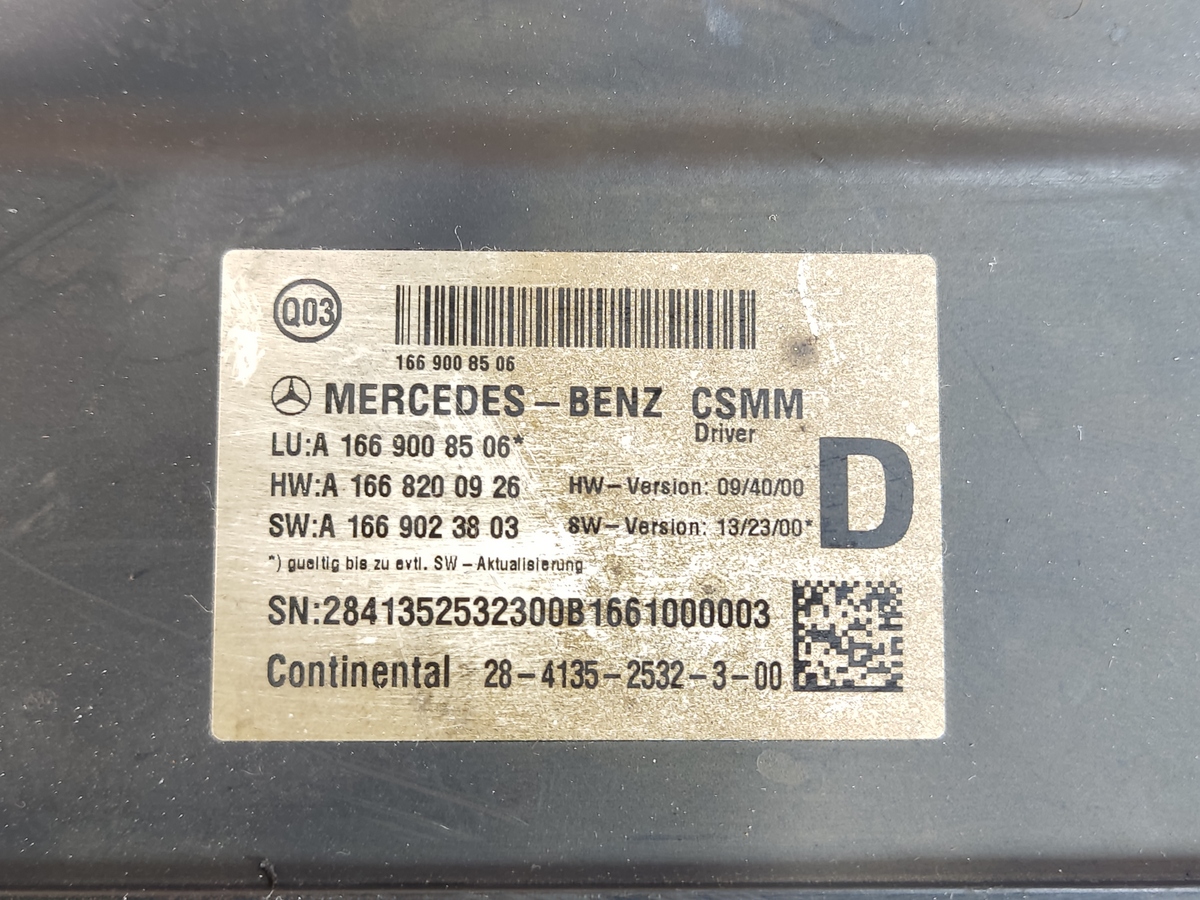 Q03
166 900 85 06
MERCEDES-BENZ CSMM
Driver
LU:A 166 900 85 06*
D
HW:A 166 820 09 26 HW-Version: 09/40/00
SW:A 166 902 38 03 SW-Version: 13/23/00*
*) gueltig bis zu evtl. SW-Aktualisierung
SN:2841352532300B1661000003
Continental 28-4135-2532-3-00